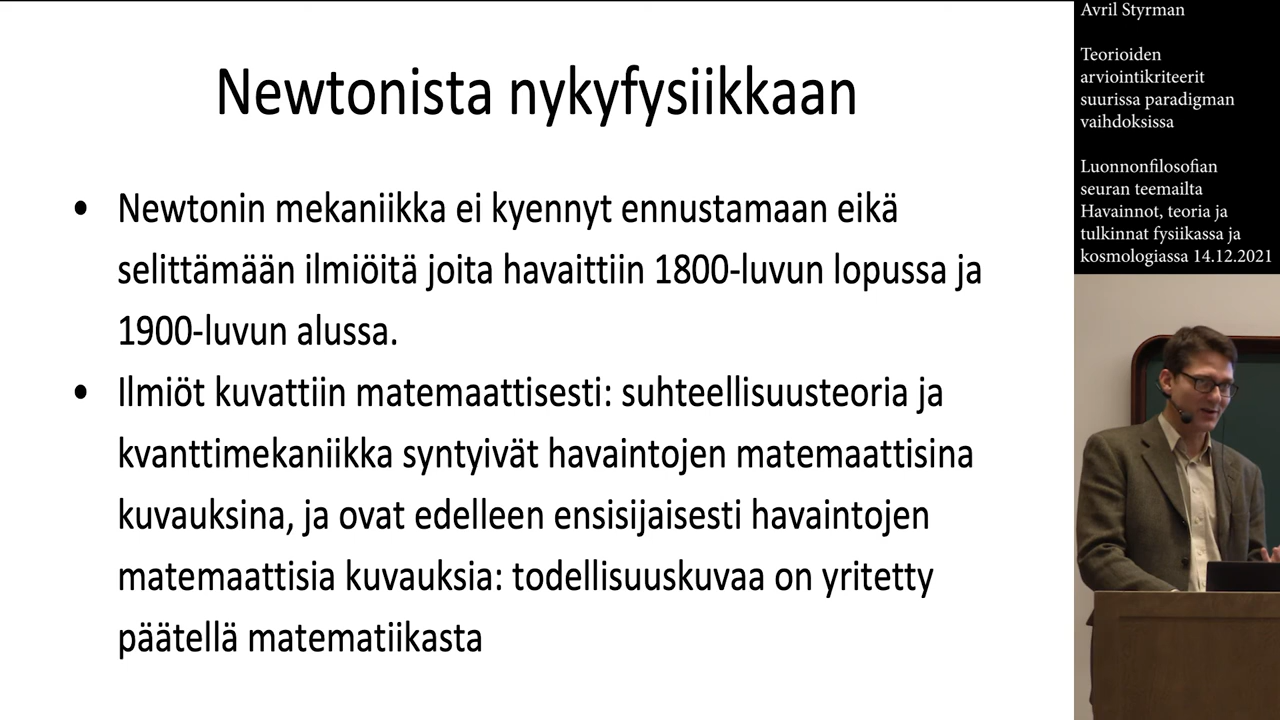 Newtonista nykyfysiikkaan
• Newtonin mekaniikka ei kyennyt ennustamaan eikä
selittämään ilmiöitä joita havaittiin 1800-luvun lopussa ja
1900-luvun alussa.
• Ilmiöt kuvattiin matemaattisesti: suhteellisuusteoria ja
kvanttimekaniikka syntyivät havaintojen matemaattisina
kuvauksina, ja ovat edelleen ensisijaisesti havaintojen
matemaattisia kuvauksia: todellisuuskuvaa on yritetty
päätellä matematiikasta
Avril Styrman
Teorioiden
arviointikriteerit
suurissa paradigman
vaihdoksissa
Luonnonfilosofian
seuran teemailta
Havainnot, teoria ja
tulkinnat fysiikassa ja
kosmologiassa 14.12.2021